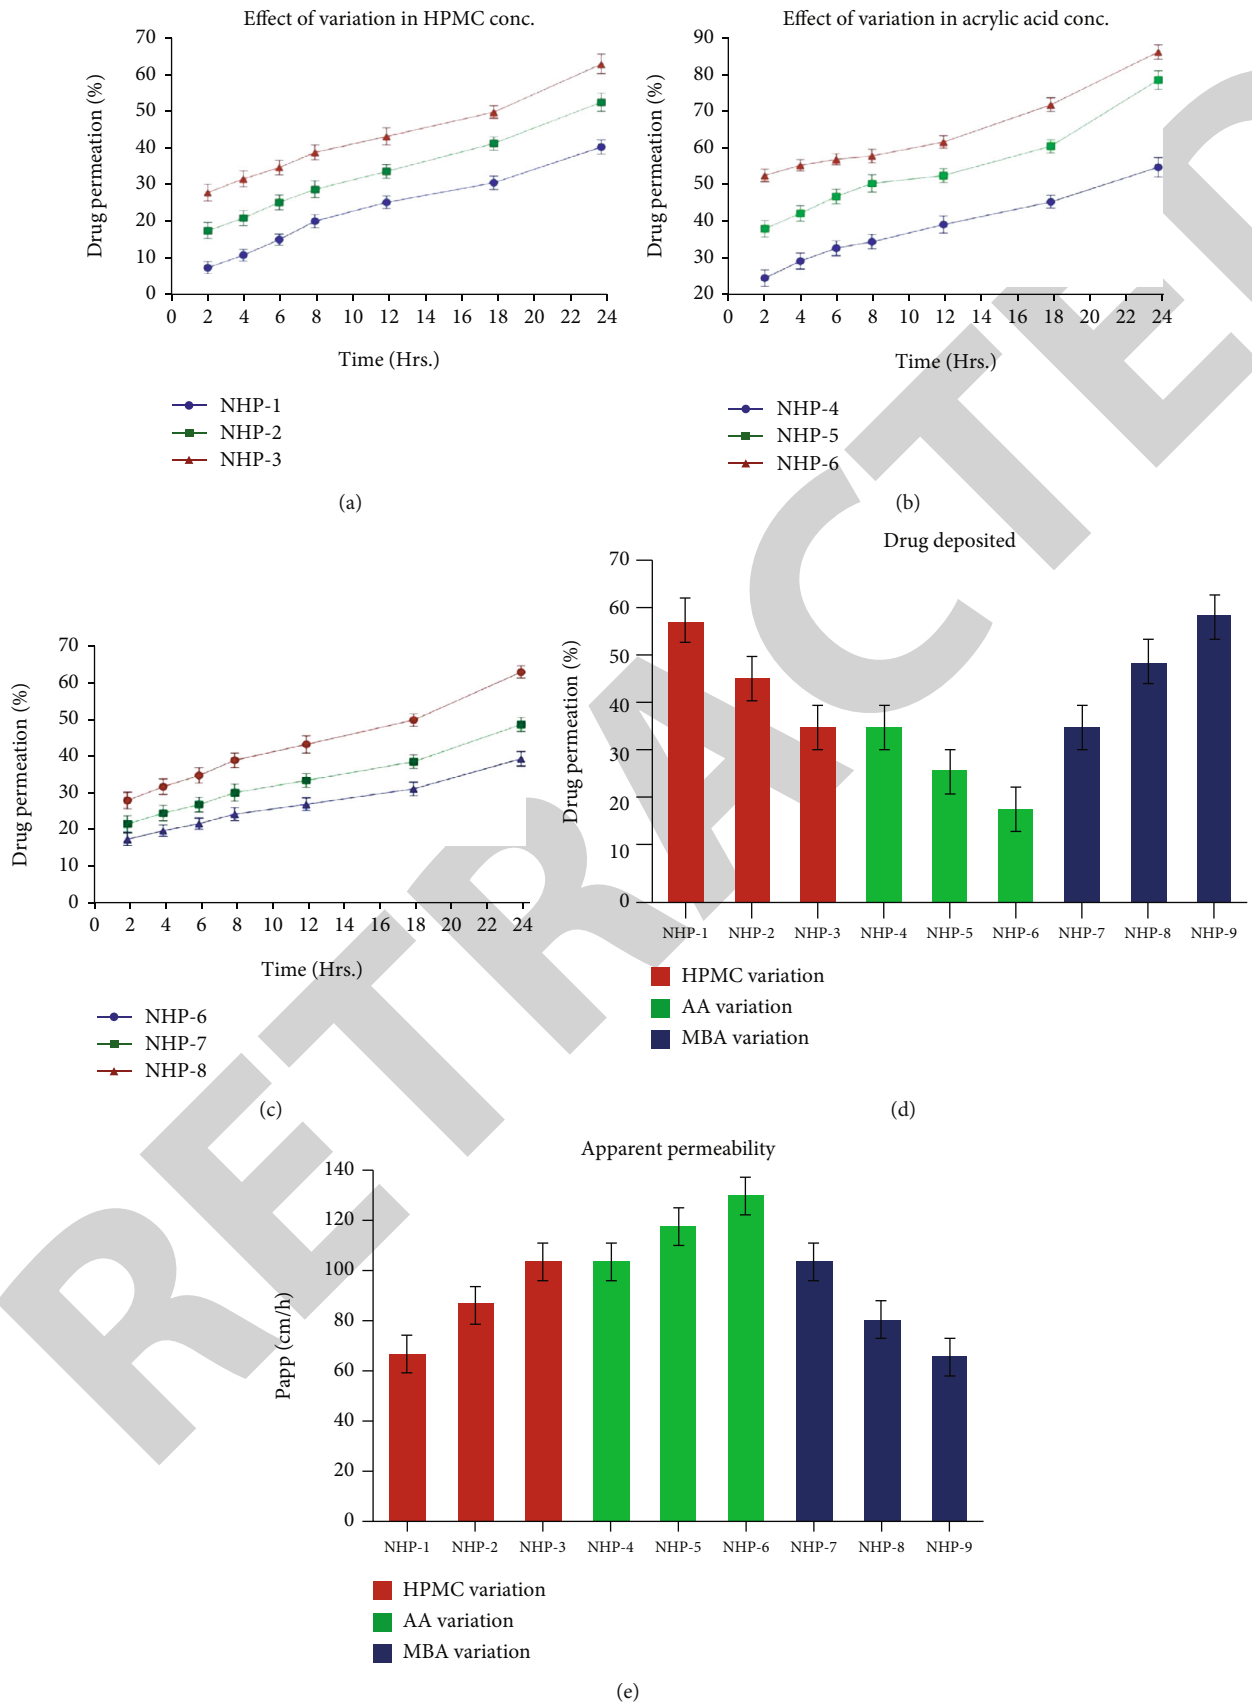 Effect of variation in HPMC conc.
70
60
50
40
30
20
10
0
Drug permeation (%)
0 2 4 6 8 10 12 14 16 18 20 22 24
Time (Hrs.)
NHP-1
NHP-2
NHP-3
(a)
Effect of variation in acrylic acid conc.
90
80
70
60
50
40
30
20
Drug permeation (%)
0 2 4 6 8 10 12 14 16 18 20 22 24
Time (Hrs.)
NHP-4
NHP-5
NHP-6
(b)
70
60
50
40
30
20
10
0
Drug permeation (%)
0 2 4 6 8 10 12 14 16 18 20 22 24
Time (Hrs.)
NHP-6
NHP-7
NHP-8
(c)
Drug deposited
70
60
50
40
30
20
10
0
Drug permeation (%)
NHP-1 NHP-2 NHP-3 NHP-4 NHP-5 NHP-6 NHP-7 NHP-8 NHP-9
HPMC variation
AA variation
MBA variation
(d)
Apparent permeability
140
120
100
80
60
40
20
0
Papp (cm/h)
NHP-1 NHP-2 NHP-3 NHP-4 NHP-5 NHP-6 NHP-7 NHP-8 NHP-9
HPMC variation
AA variation
MBA variation
(e)
RETRACTED